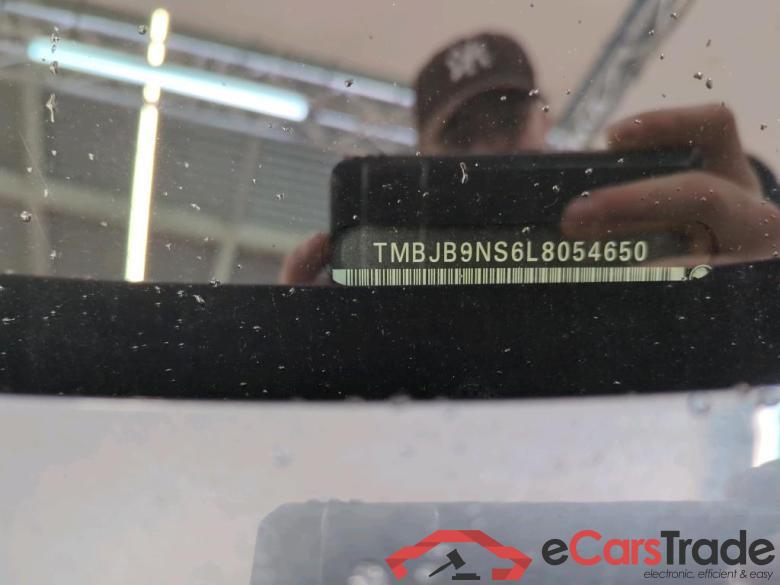 TMBJB9NS6L8054650
eCarsTrade
electronic, efficient & easy